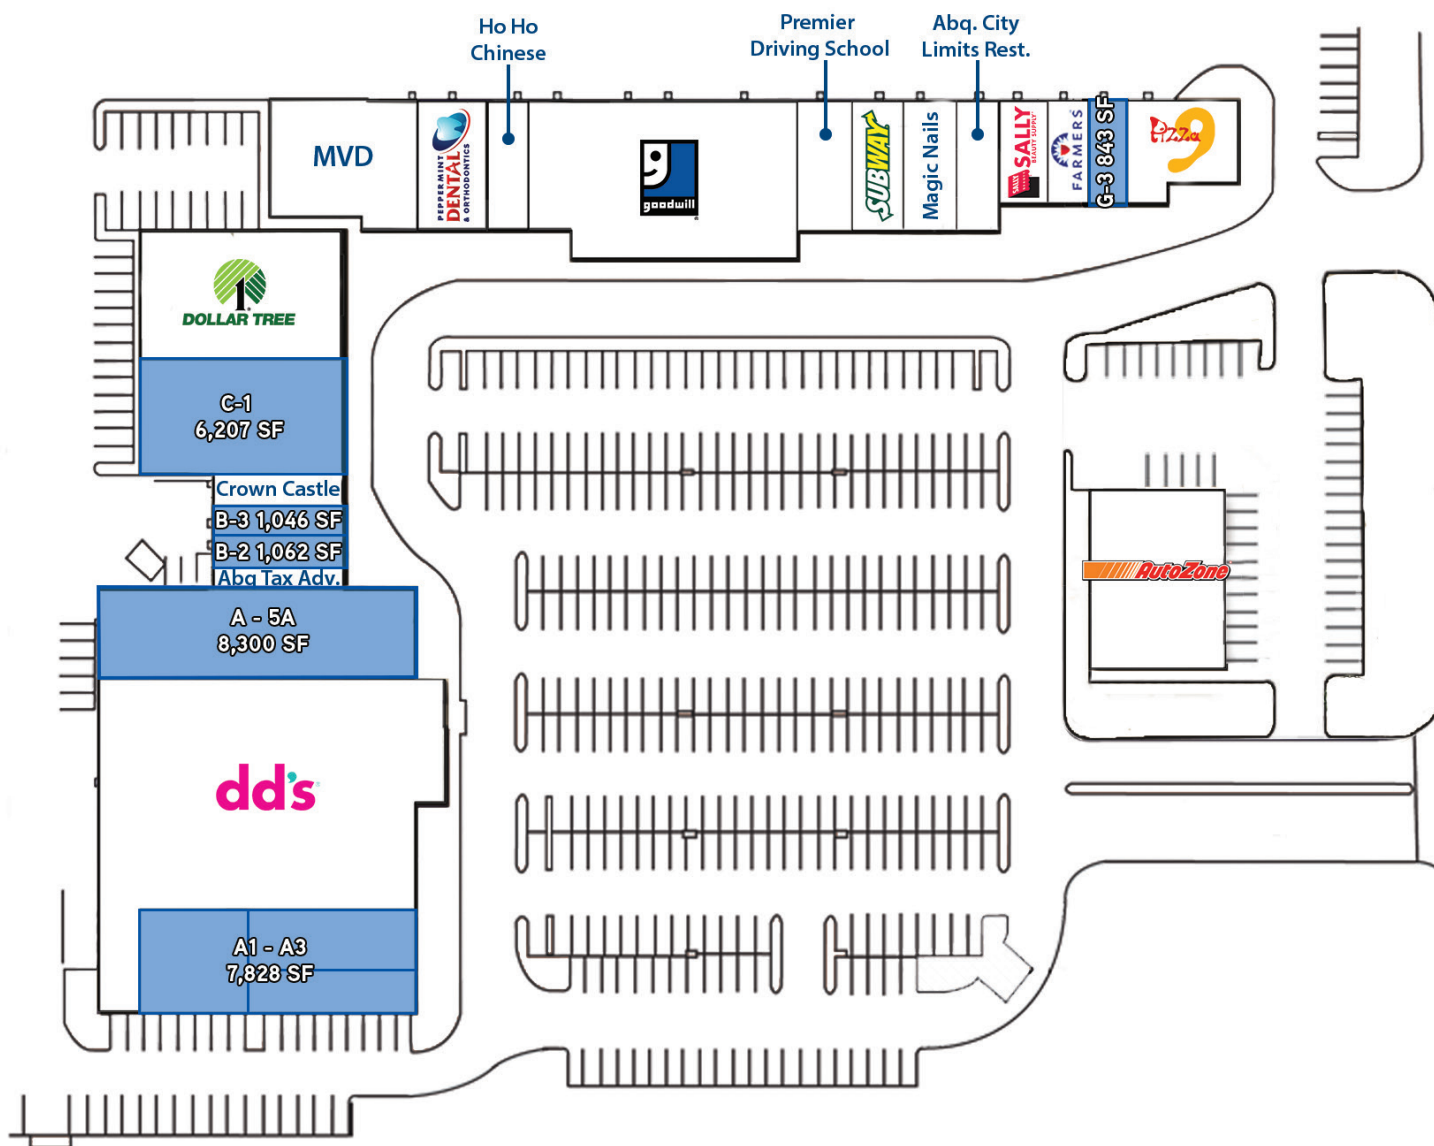 Ho Ho
Chinese
Premier
Driving School
Abq. City
Limits Rest.
MVD
PEPPERMINT
DENTAL
& ORTHODONTICS
goodwill
SUBWAY
Magic Nails
SALLY
SALLY
BEAUTY SUPPLY
FARMERS
G-3 843 SF
PiZZa
9
1
DOLLAR TREE
C-1
6,207 SF
Crown Castle
B-3 1,046 SF
B-2 1,062 SF
Abq Tax Adv.
A - 5A
8,300 SF
AutoZone
dd's
A1 - A3
7,828 SF